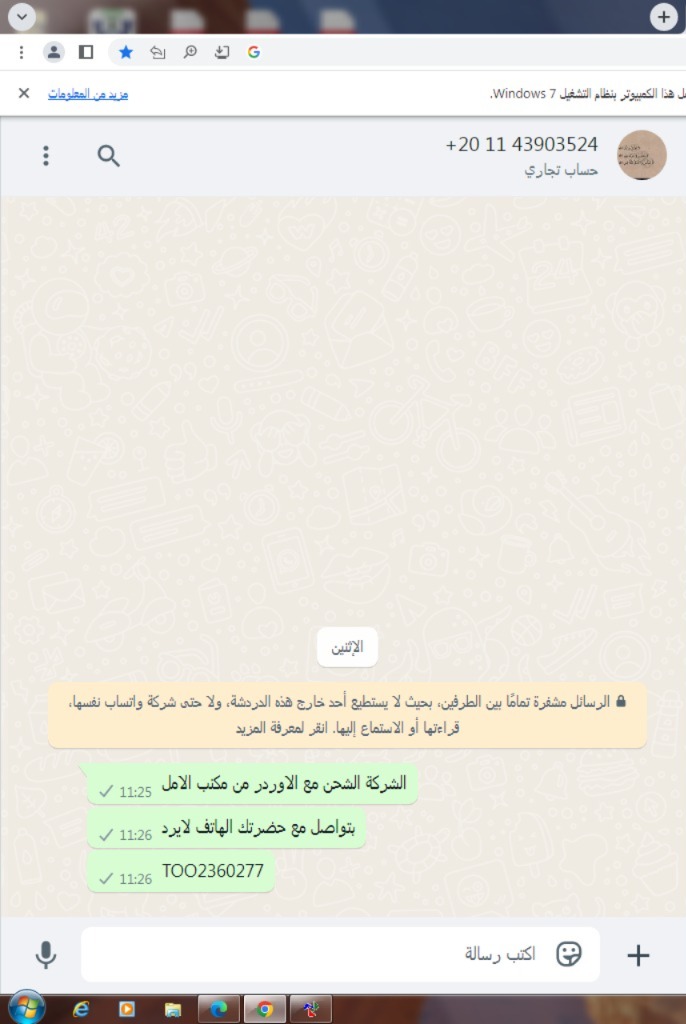 مزيد من المعلومات
ل هذا الكمبيوتر بنظام التشغيل Windows 7.
+20 11 43903524
حساب تجاري
الإثنين
الرسائل مشفرة تمامًا بين الطرفين، بحيث لا يستطيع أحد خارج هذه الدردشة، ولا حتى شركة واتساب نفسها،
قراءتها أو الاستماع إليها. انقر لمعرفة المزيد
الشركة الشحن مع الاوردر من مكتب الامل 11:25
بتواصل مع حضرتك الهاتف لايرد 11:26
TOO2360277 11:26
اكتب رسالة